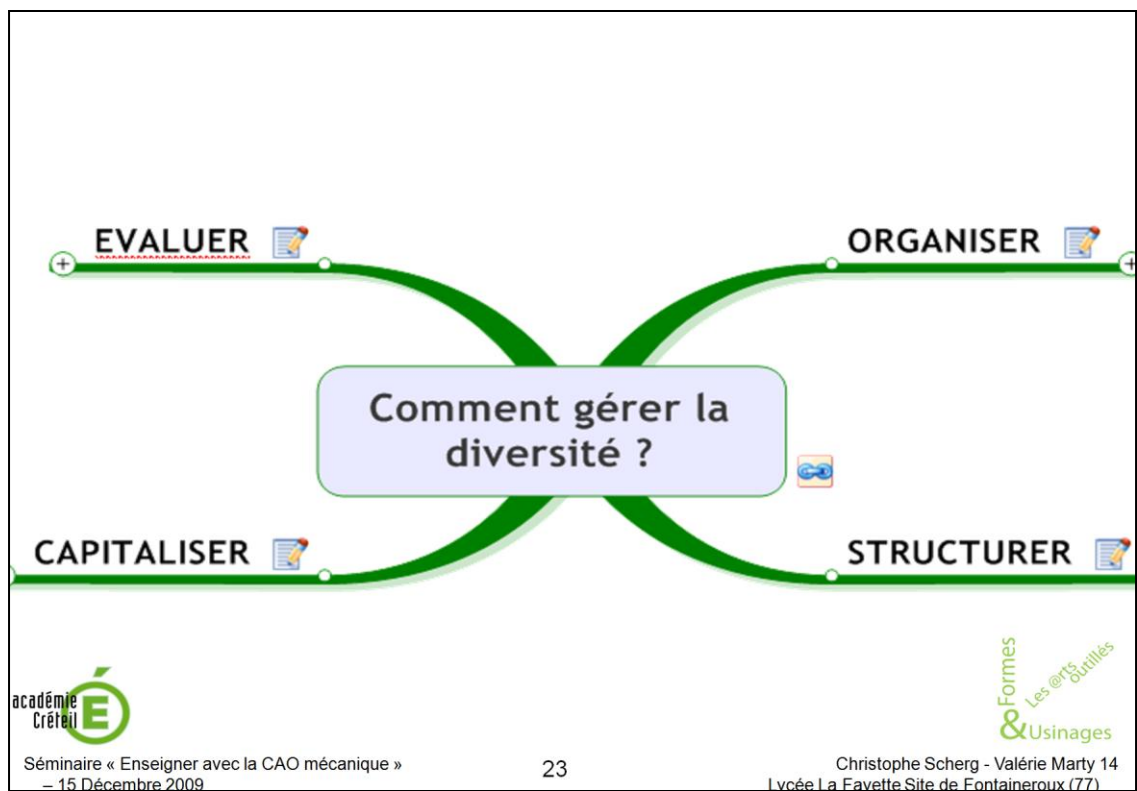 EVALUER
ORGANISER
Comment gérer la
diversité ?
CAPITALISER
STRUCTURER
académie
Créteil
É
Formes
&Usinages
Les @rts
outillés
Séminaire « Enseigner avec la CAO mécanique »
– 15 Décembre 2009
23
Christophe Scherg - Valérie Marty 14
Lycée La Fayette Site de Fontaineroux (77)